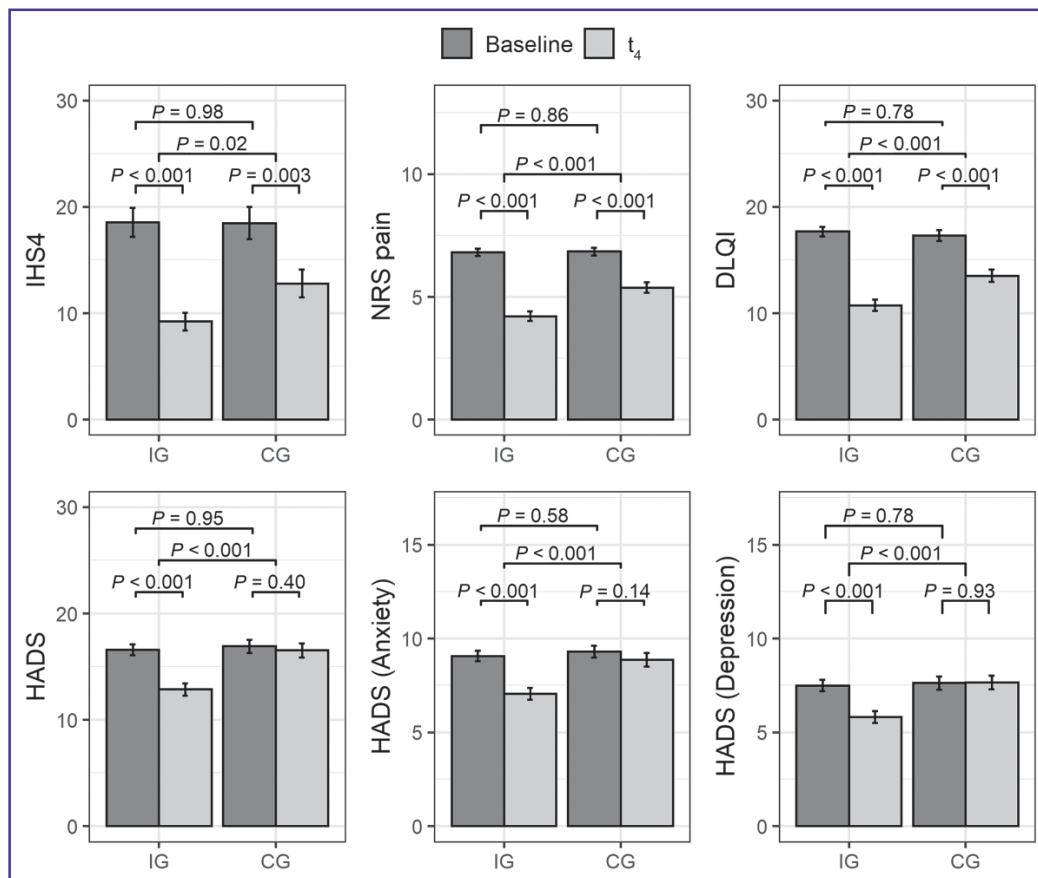 Baseline t₄
IHS4
30
20
10
0
P = 0.98
P = 0.02
P < 0.001 P = 0.003
IG CG
NRS pain
10
5
0
P = 0.86
P < 0.001
P < 0.001 P < 0.001
IG CG
DLQI
30
20
10
0
P = 0.78
P < 0.001
P < 0.001 P < 0.001
IG CG
HADS
30
20
10
0
P = 0.95
P < 0.001
P < 0.001 P = 0.40
IG CG
HADS (Anxiety)
15
10
5
0
P = 0.58
P < 0.001
P < 0.001 P = 0.14
IG CG
HADS (Depression)
15
10
5
0
P = 0.78
P < 0.001
P < 0.001 P = 0.93
IG CG